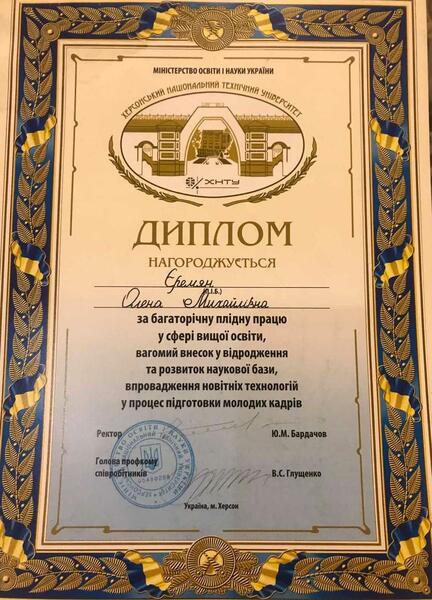 МІНІСТЕРСТВО ОСВІТИ І НАУКИ УКРАЇНИ
ХЕРСОНСЬКИЙ НАЦІОНАЛЬНИЙ ТЕХНІЧНИЙ УНІВЕРСИТЕТ
ХНТУ
ДИПЛОМ
НАГОРОДЖУЄТЬСЯ
Єремян
(П.І.Б.)
Олена Михайлівна
за багаторічну плідну працю
у сфері вищої освіти,
вагомий внесок у відродження
та розвиток наукової бази,
впровадження новітніх технологій
у процес підготовки молодих кадрів
Ректор Ю.М. Бардачов
Голова профкому
співробітників В.С. Глущенко
Україна, м. Херсон